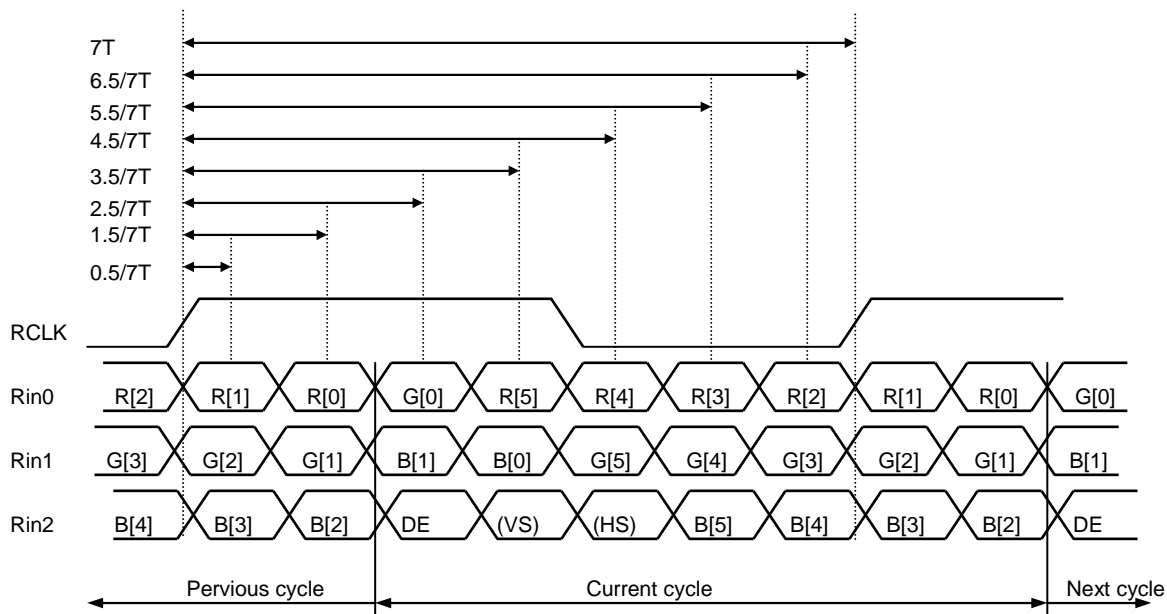 7T
6.5/7T
5.5/7T
4.5/7T
3.5/7T
2.5/7T
1.5/7T
0.5/7T
RCLK
Rin0 R[2] R[1] R[0] G[0] R[5] R[4] R[3] R[2] R[1] R[0] G[0]
Rin1 G[3] G[2] G[1] B[1] B[0] G[5] G[4] G[3] G[2] G[1] B[1]
Rin2 B[4] B[3] B[2] DE (VS) (HS) B[5] B[4] B[3] B[2] DE
Pervious cycle Current cycle Next cycle